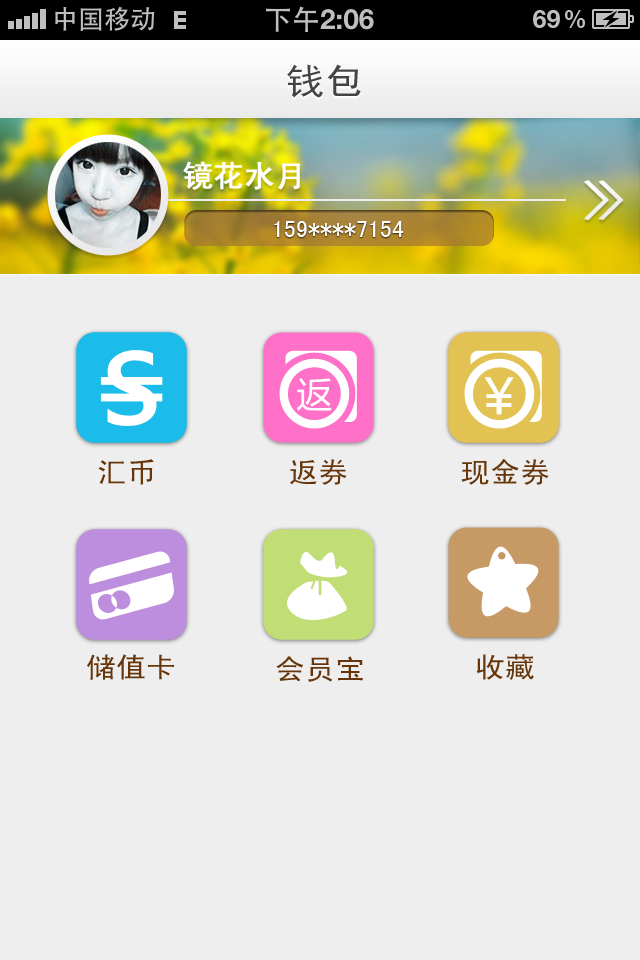 中国移动 E 下午2:06 69%
钱包
镜花水月
159****7154
返 ¥
汇币 返券 现金券
储值卡 会员宝 收藏